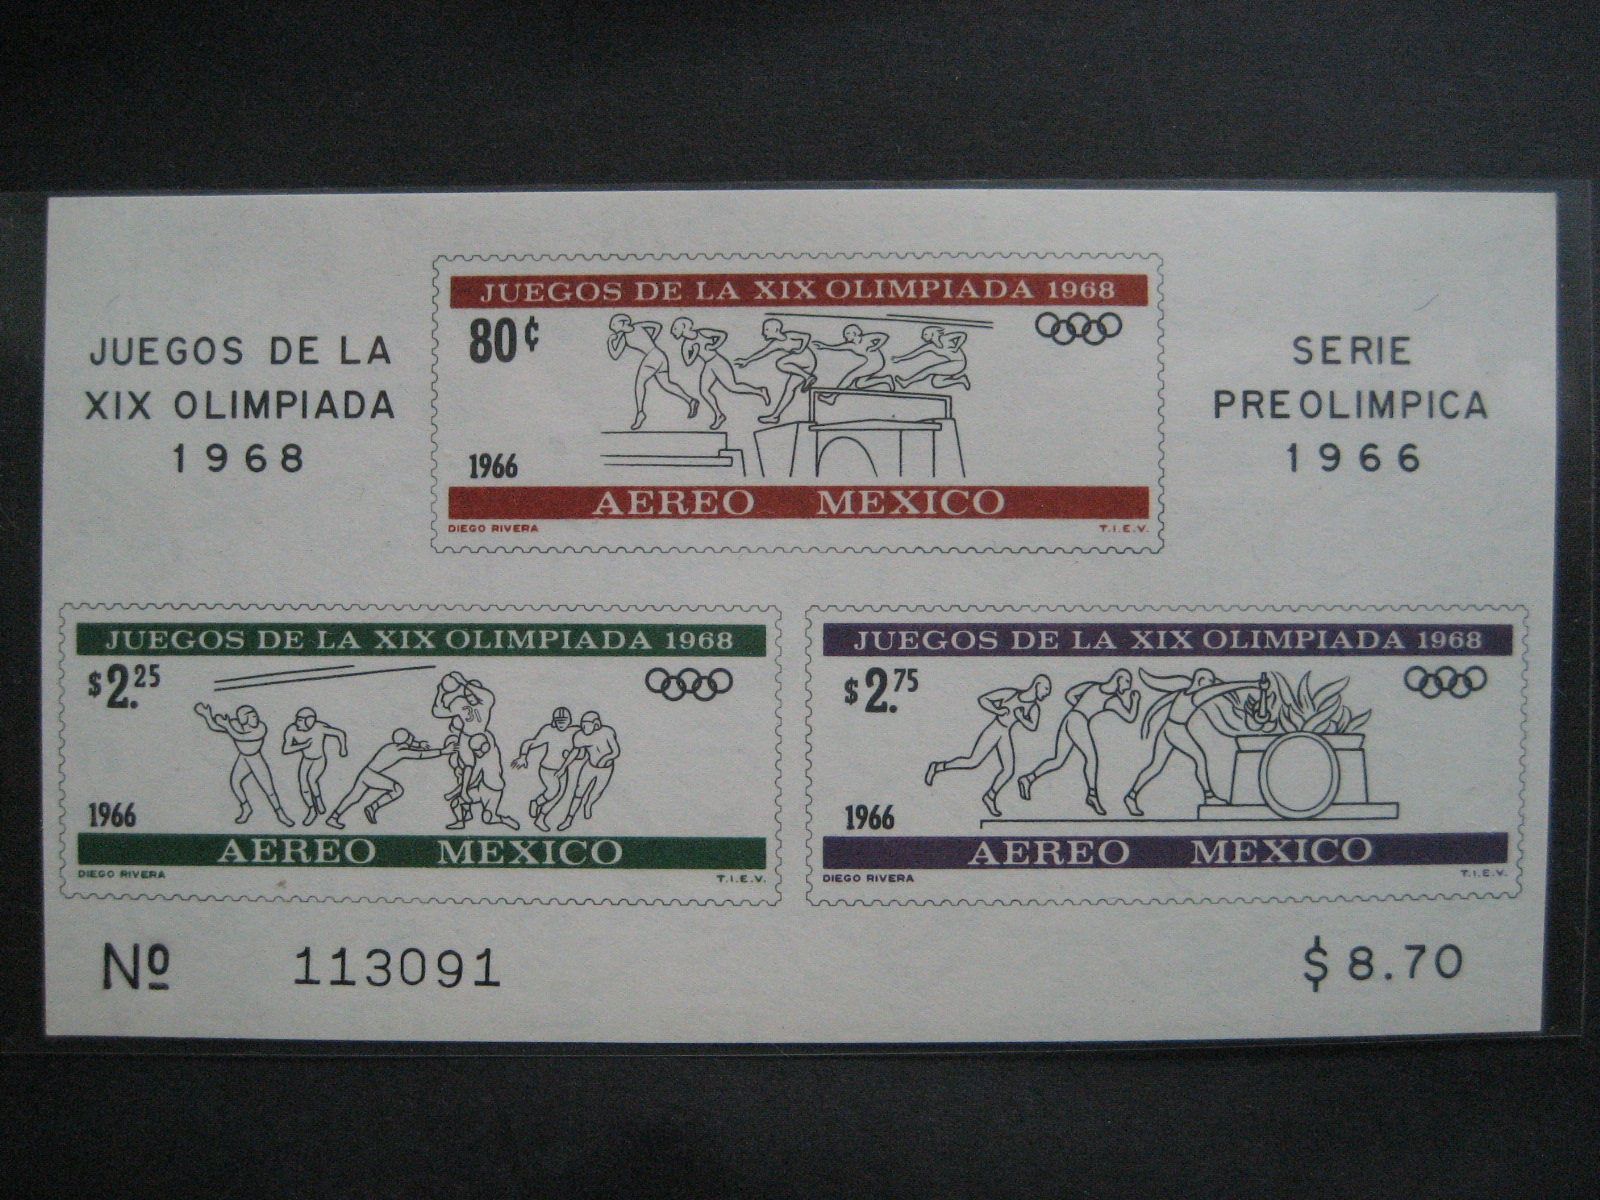 JUEGOS DE LA
XIX OLIMPIADA
1968
JUEGOS DE LA XIX OLIMPIADA 1968
80¢
1966
AEREO MEXICO
DIEGO RIVERA
T.I.E.V.
SERIE
PREOLIMPICA
1966
JUEGOS DE LA XIX OLIMPIADA 1968
$2.25
31
1966
AEREO MEXICO
DIEGO RIVERA
T.I.E.V.
JUEGOS DE LA XIX OLIMPIADA 1968
$2.75
1966
AEREO MEXICO
DIEGO RIVERA
T.I.E.V.
Nº 113091
$8.70